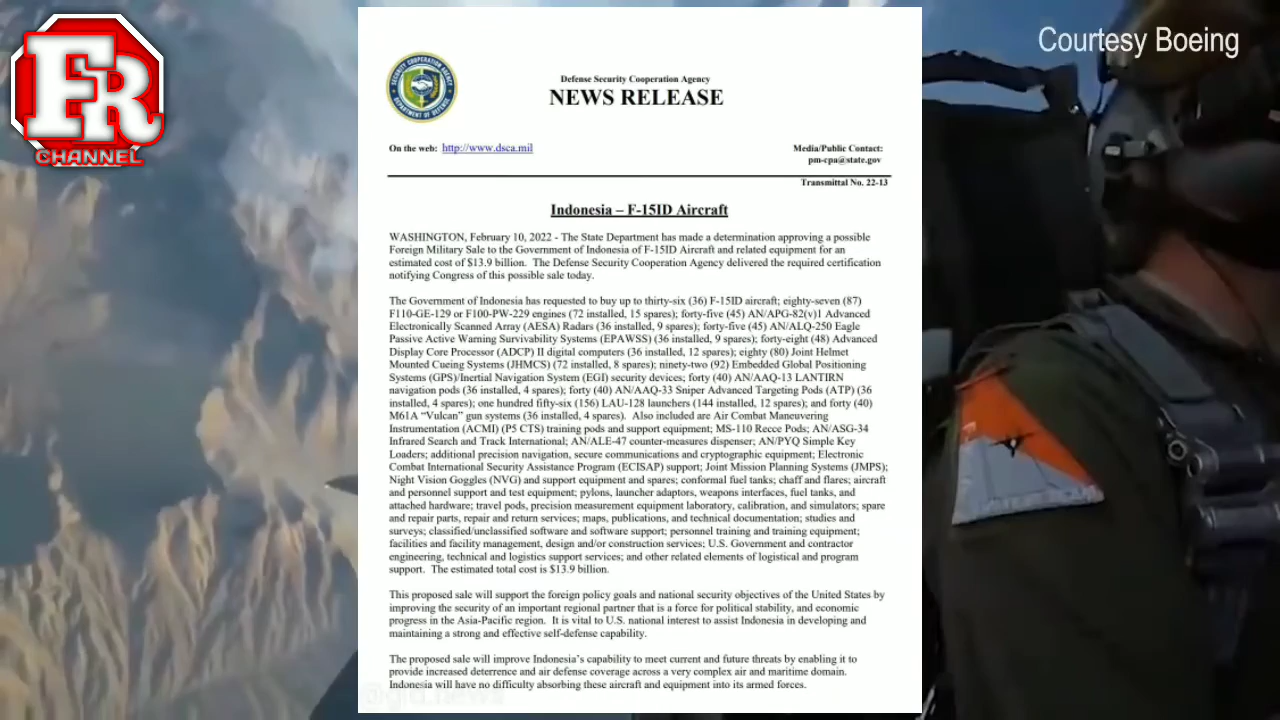 FR
CHANNEL
Courtesy Boeing
SECURITY COOPERATION AGENCY
DEPARTMENT OF DEFENSE
Defense Security Cooperation Agency
NEWS RELEASE
On the web: http://www.dsca.mil
Media/Public Contact:
pm-cpa@state.gov
Transmittal No. 22-13
Indonesia – F-15ID Aircraft
WASHINGTON, February 10, 2022 - The State Department has made a determination approving a possible
Foreign Military Sale to the Government of Indonesia of F-15ID Aircraft and related equipment for an
estimated cost of $13.9 billion. The Defense Security Cooperation Agency delivered the required certification
notifying Congress of this possible sale today.
The Government of Indonesia has requested to buy up to thirty-six (36) F-15ID aircraft; eighty-seven (87)
F110-GE-129 or F100-PW-229 engines (72 installed, 15 spares); forty-five (45) AN/APG-82(v)1 Advanced
Electronically Scanned Array (AESA) Radars (36 installed, 9 spares); forty-five (45) AN/ALQ-250 Eagle
Passive Active Warning Survivability Systems (EPAWSS) (36 installed, 9 spares); forty-eight (48) Advanced
Display Core Processor (ADCP) II digital computers (36 installed, 12 spares); eighty (80) Joint Helmet
Mounted Cueing Systems (JHMCS) (72 installed, 8 spares); ninety-two (92) Embedded Global Positioning
Systems (GPS)/Inertial Navigation System (EGI) security devices; forty (40) AN/AAQ-13 LANTIRN
navigation pods (36 installed, 4 spares); forty (40) AN/AAQ-33 Sniper Advanced Targeting Pods (ATP) (36
installed, 4 spares); one hundred fifty-six (156) LAU-128 launchers (144 installed, 12 spares); and forty (40)
M61A “Vulcan” gun systems (36 installed, 4 spares). Also included are Air Combat Maneuvering
Instrumentation (ACMI) (P5 CTS) training pods and support equipment; MS-110 Recce Pods; AN/ASG-34
Infrared Search and Track International; AN/ALE-47 counter-measures dispenser; AN/PYQ Simple Key
Loaders; additional precision navigation, secure communications and cryptographic equipment; Electronic
Combat International Security Assistance Program (ECISAP) support; Joint Mission Planning Systems (JMPS);
Night Vision Goggles (NVG) and support equipment and spares; conformal fuel tanks; chaff and flares; aircraft
and personnel support and test equipment; pylons, launcher adaptors, weapons interfaces, fuel tanks, and
attached hardware; travel pods, precision measurement equipment laboratory, calibration, and simulators; spare
and repair parts, repair and return services; maps, publications, and technical documentation; studies and
surveys; classified/unclassified software and software support; personnel training and training equipment;
facilities and facility management, design and/or construction services; U.S. Government and contractor
engineering, technical and logistics support services; and other related elements of logistical and program
support. The estimated total cost is $13.9 billion.
This proposed sale will support the foreign policy goals and national security objectives of the United States by
improving the security of an important regional partner that is a force for political stability, and economic
progress in the Asia-Pacific region. It is vital to U.S. national interest to assist Indonesia in developing and
maintaining a strong and effective self-defense capability.
The proposed sale will improve Indonesia’s capability to meet current and future threats by enabling it to
provide increased deterrence and air defense coverage across a very complex air and maritime domain.
Indonesia will have no difficulty absorbing these aircraft and equipment into its armed forces.